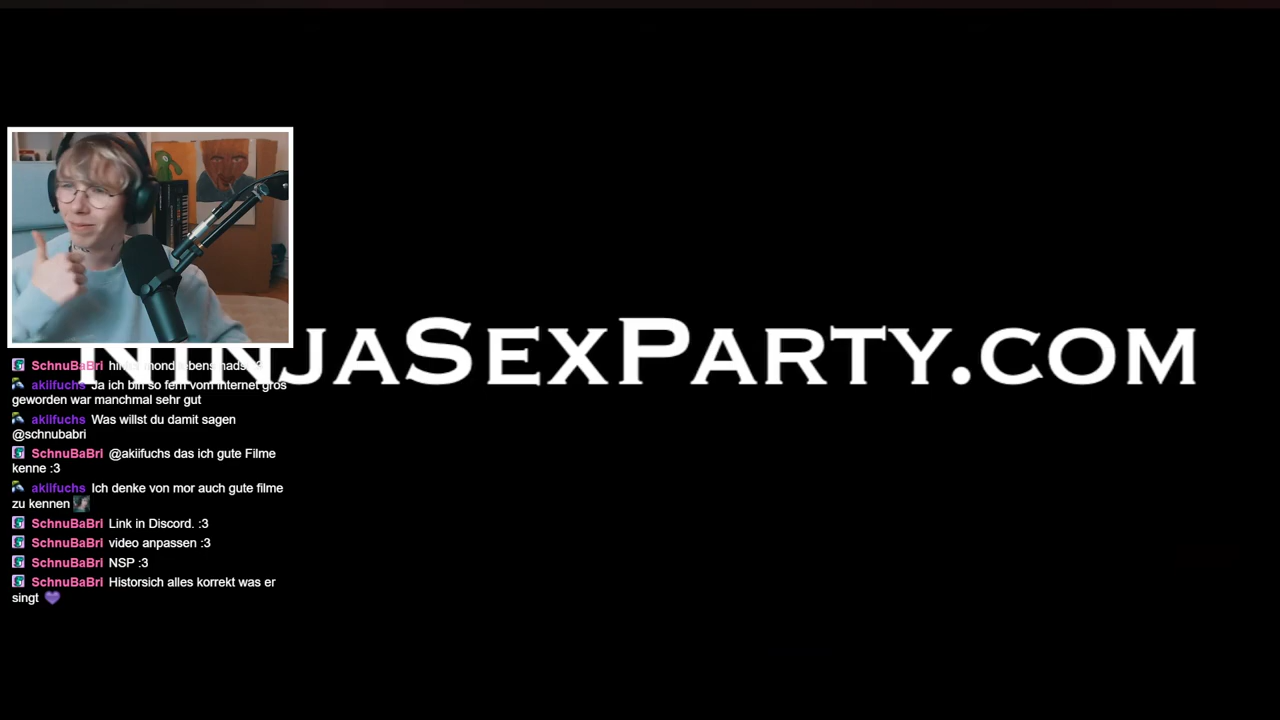 NINJASEXPARTY.COM
SchnuBaBri
akiifuchs Ja ich bin so fern vom internet gros
geworden war manchmal sehr gut
akiifuchs Was willst du damit sagen
@schnubabri
SchnuBaBri @akiifuchs das ich gute Filme
kenne :3
akiifuchs Ich denke von mor auch gute filme
zu kennen
SchnuBaBri Link in Discord. :3
SchnuBaBri video anpassen :3
SchnuBaBri NSP :3
SchnuBaBri Historsich alles korrekt was er
singt